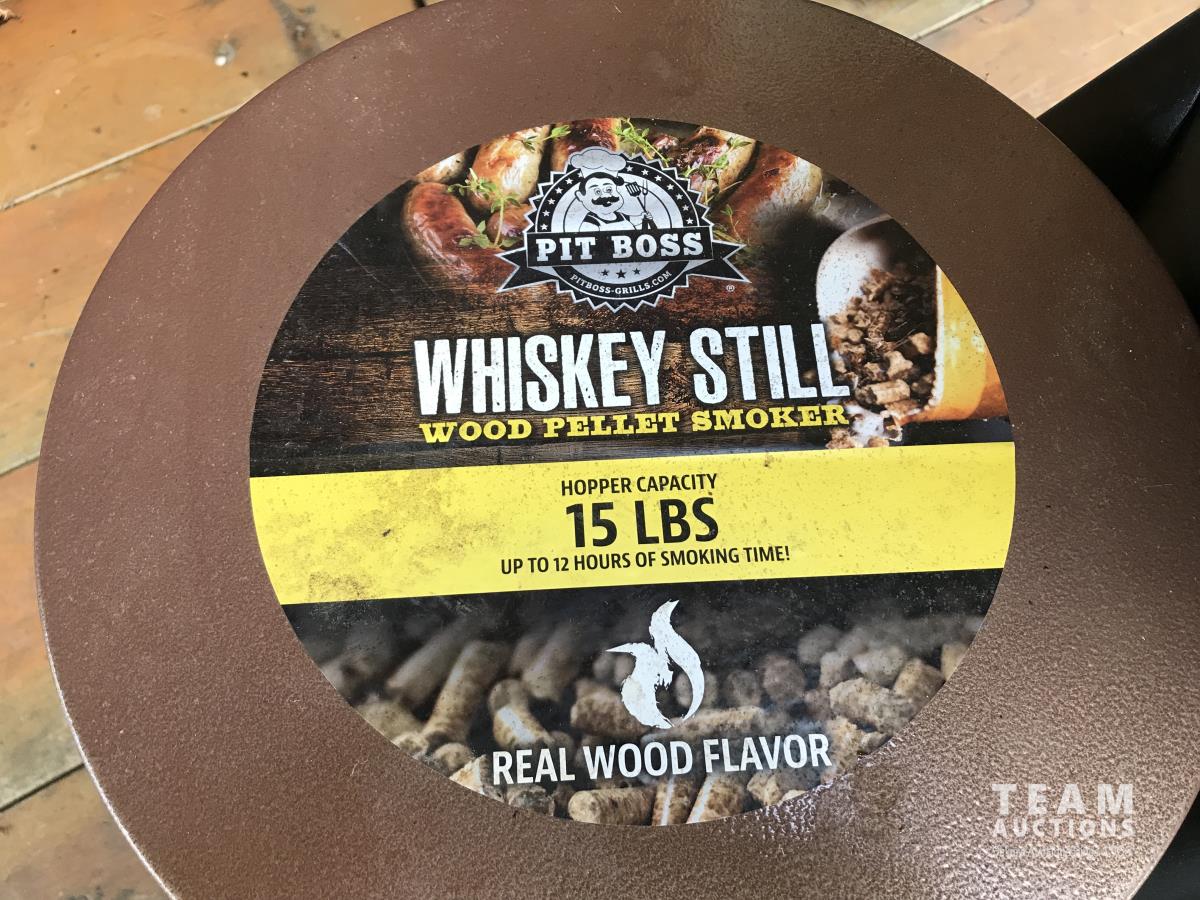 PIT BOSS
PITBOSS-GRILLS.COM
®
WHISKEY STILL
WOOD PELLET SMOKER
HOPPER CAPACITY
15 LBS
UP TO 12 HOURS OF SMOKING TIME!
REAL WOOD FLAVOR
TEAM
AUCTIONS